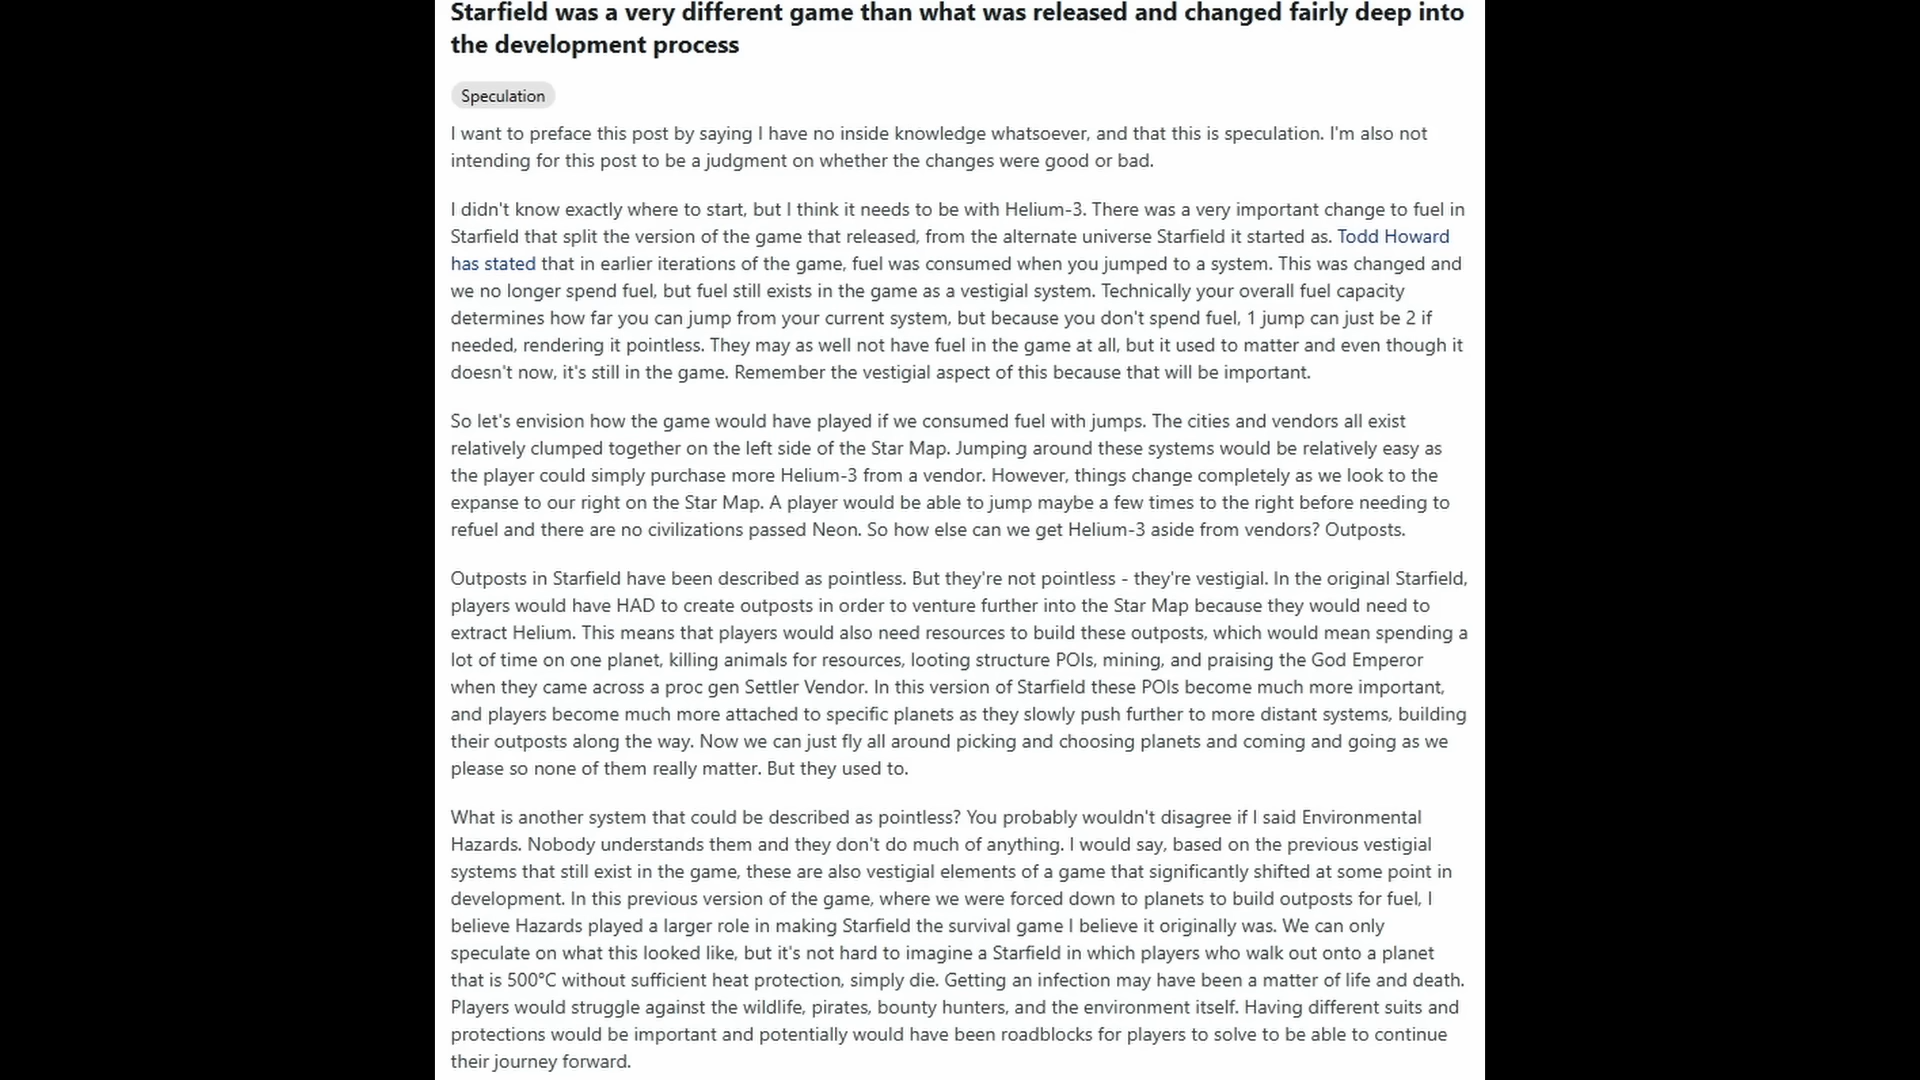 Starfield was a very different game than what was released and changed fairly deep into
the development process
Speculation
I want to preface this post by saying I have no inside knowledge whatsoever, and that this is speculation. I'm also not
intending for this post to be a judgment on whether the changes were good or bad.
I didn't know exactly where to start, but I think it needs to be with Helium-3. There was a very important change to fuel in
Starfield that split the version of the game that released, from the alternate universe Starfield it started as. Todd Howard
has stated that in earlier iterations of the game, fuel was consumed when you jumped to a system. This was changed and
we no longer spend fuel, but fuel still exists in the game as a vestigial system. Technically your overall fuel capacity
determines how far you can jump from your current system, but because you don't spend fuel, 1 jump can just be 2 if
needed, rendering it pointless. They may as well not have fuel in the game at all, but it used to matter and even though it
doesn't now, it's still in the game. Remember the vestigial aspect of this because that will be important.
So let's envision how the game would have played if we consumed fuel with jumps. The cities and vendors all exist
relatively clumped together on the left side of the Star Map. Jumping around these systems would be relatively easy as
the player could simply purchase more Helium-3 from a vendor. However, things change completely as we look to the
expanse to our right on the Star Map. A player would be able to jump maybe a few times to the right before needing to
refuel and there are no civilizations passed Neon. So how else can we get Helium-3 aside from vendors? Outposts.
Outposts in Starfield have been described as pointless. But they're not pointless - they're vestigial. In the original Starfield,
players would have HAD to create outposts in order to venture further into the Star Map because they would need to
extract Helium. This means that players would also need resources to build these outposts, which would mean spending a
lot of time on one planet, killing animals for resources, looting structure POIs, mining, and praising the God Emperor
when they came across a proc gen Settler Vendor. In this version of Starfield these POIs become much more important,
and players become much more attached to specific planets as they slowly push further to more distant systems, building
their outposts along the way. Now we can just fly all around picking and choosing planets and coming and going as we
please so none of them really matter. But they used to.
What is another system that could be described as pointless? You probably wouldn't disagree if I said Environmental
Hazards. Nobody understands them and they don't do much of anything. I would say, based on the previous vestigial
systems that still exist in the game, these are also vestigial elements of a game that significantly shifted at some point in
development. In this previous version of the game, where we were forced down to planets to build outposts for fuel, I
believe Hazards played a larger role in making Starfield the survival game I believe it originally was. We can only
speculate on what this looked like, but it's not hard to imagine a Starfield in which players who walk out onto a planet
that is 500°C without sufficient heat protection, simply die. Getting an infection may have been a matter of life and death.
Players would struggle against the wildlife, pirates, bounty hunters, and the environment itself. Having different suits and
protections would be important and potentially would have been roadblocks for players to solve to be able to continue
their journey forward.